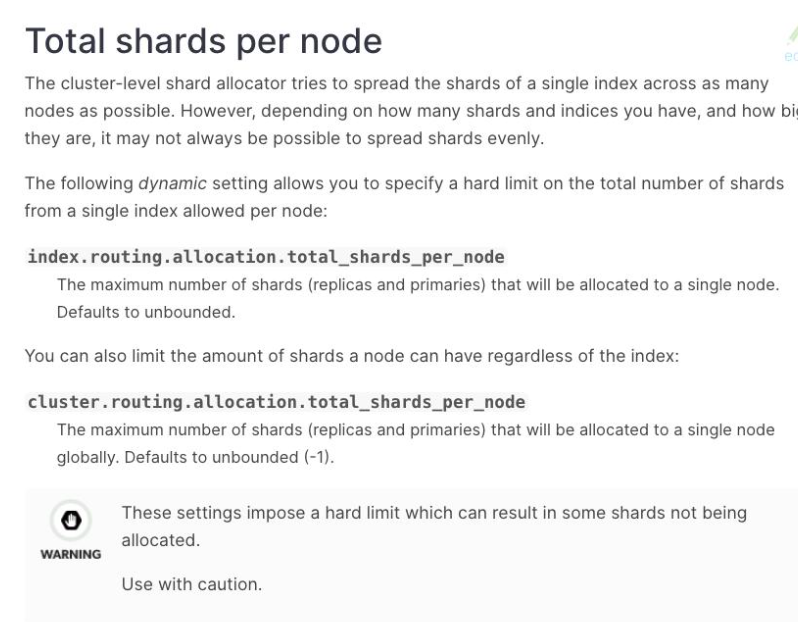 Total shards per node
The cluster-level shard allocator tries to spread the shards of a single index across as many
nodes as possible. However, depending on how many shards and indices you have, and how
they are, it may not always be possible to spread shards evenly.
The following dynamic setting allows you to specify a hard limit on the total number of shards
from a single index allowed per node:
index.routing.allocation.total_shards_per_node
The maximum number of shards (replicas and primaries) that will be allocated to a single node.
Defaults to unbounded.
You can also limit the amount of shards a node can have regardless of the index:
cluster.routing.allocation.total_shards_per_node
The maximum number of shards (replicas and primaries) that will be allocated to a single node
globally. Defaults to unbounded (-1).
These settings impose a hard limit which can result in some shards not being
allocated.
WARNING
Use with caution.